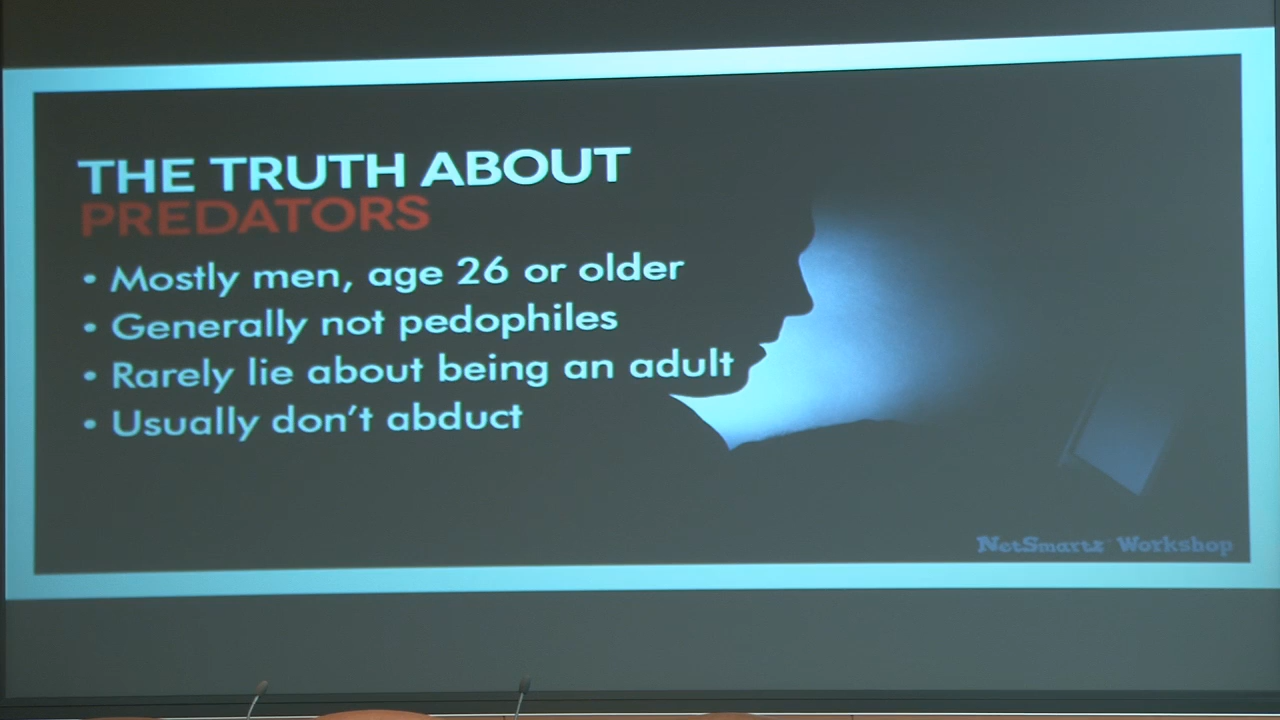 THE TRUTH ABOUT
PREDATORS
• Mostly men, age 26 or older
• Generally not pedophiles
• Rarely lie about being an adult
• Usually don't abduct
NetSmartz Workshop